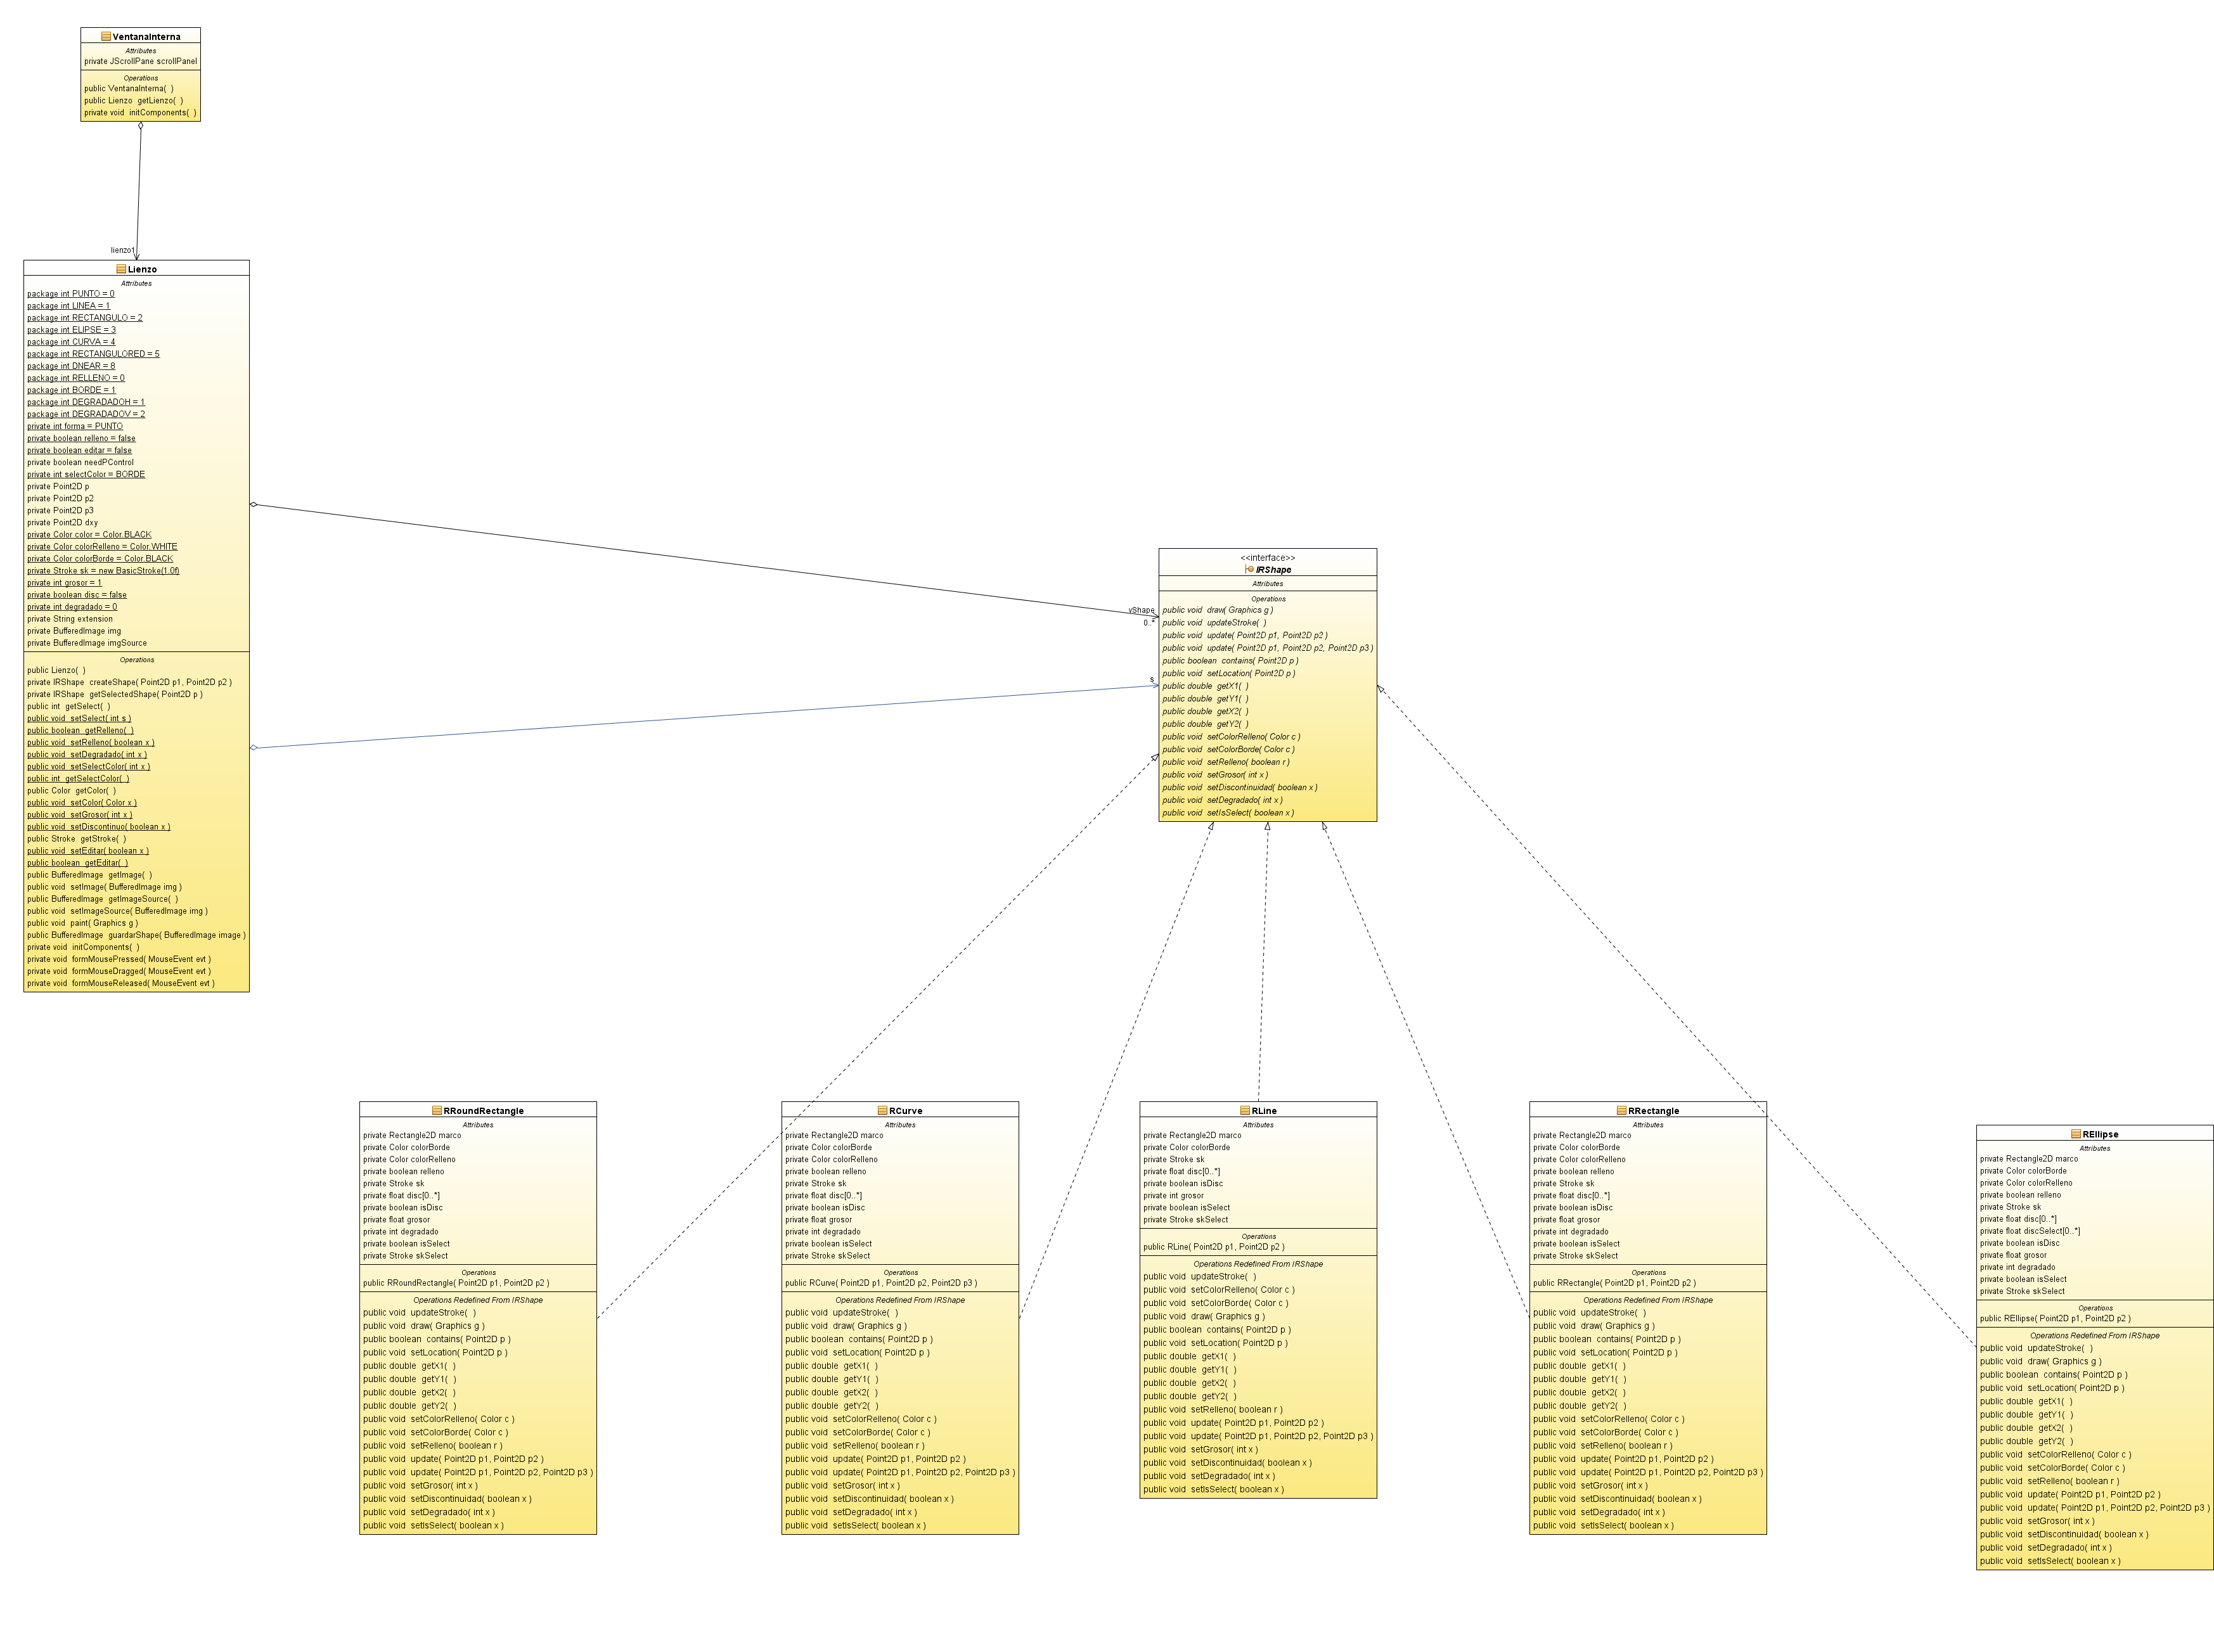 VentanaInterna
Attributes
private JScrollPane scrollPanel
Operations
public VentanaInterna(  )
public Lienzo  getLienzo(  )
private void  initComponents(  )
lienzo1
Lienzo
Attributes
package int PUNTO = 0
package int LINEA = 1
package int RECTANGULO = 2
package int ELIPSE = 3
package int CURVA = 4
package int RECTANGULORED = 5
package int DNEAR = 8
package int RELLENO = 0
package int BORDE = 1
package int DEGRADADOH = 1
package int DEGRADADOV = 2
private int forma = PUNTO
private boolean relleno = false
private boolean editar = false
private boolean needPControl
private int selectColor = BORDE
private Point2D p
private Point2D p2
private Point2D p3
private Point2D dxy
private Color color = Color.BLACK
private Color colorRelleno = Color.WHITE
private Color colorBorde = Color.BLACK
private Stroke sk = new BasicStroke(1.0f)
private int grosor = 1
private boolean disc = false
private int degradado = 0
private String extension
private BufferedImage img
private BufferedImage imgSource
Operations
public Lienzo(  )
private IRShape  createShape( Point2D p1, Point2D p2 )
private IRShape  getSelectedShape( Point2D p )
public int  getSelect(  )
public void  setSelect( int s )
public boolean  getRelleno(  )
public void  setRelleno( boolean x )
public void  setDegradado( int x )
public void  setSelectColor( int x )
public int  getSelectColor(  )
public Color  getColor(  )
public void  setColor( Color x )
public void  setGrosor( int x )
public void  setDiscontinuo( boolean x )
public Stroke  getStroke(  )
public void  setEditar( boolean x )
public boolean  getEditar(  )
public BufferedImage  getImage(  )
public void  setImage( BufferedImage img )
public BufferedImage  getImageSource(  )
public void  setImageSource( BufferedImage img )
public void  paint( Graphics g )
public BufferedImage  guardarShape( BufferedImage image )
private void  initComponents(  )
private void  formMousePressed( MouseEvent evt )
private void  formMouseDragged( MouseEvent evt )
private void  formMouseReleased( MouseEvent evt )
vShape
0..*
s
<<interface>>
IRShape
Attributes
Operations
public void  draw( Graphics g )
public void  updateStroke(  )
public void  update( Point2D p1, Point2D p2 )
public void  update( Point2D p1, Point2D p2, Point2D p3 )
public boolean  contains( Point2D p )
public void  setLocation( Point2D p )
public double  getX1(  )
public double  getY1(  )
public double  getX2(  )
public double  getY2(  )
public void  setColorRelleno( Color c )
public void  setColorBorde( Color c )
public void  setRelleno( boolean r )
public void  setGrosor( int x )
public void  setDiscontinuidad( boolean x )
public void  setDegradado( int x )
public void  setIsSelect( boolean x )
RRoundRectangle
Attributes
private Rectangle2D marco
private Color colorBorde
private Color colorRelleno
private boolean relleno
private Stroke sk
private float disc[0..*]
private boolean isDisc
private float grosor
private int degradado
private boolean isSelect
private Stroke skSelect
Operations
public RRoundRectangle( Point2D p1, Point2D p2 )
Operations Redefined From IRShape
public void  updateStroke(  )
public void  draw( Graphics g )
public boolean  contains( Point2D p )
public void  setLocation( Point2D p )
public double  getX1(  )
public double  getY1(  )
public double  getX2(  )
public double  getY2(  )
public void  setColorRelleno( Color c )
public void  setColorBorde( Color c )
public void  setRelleno( boolean r )
public void  update( Point2D p1, Point2D p2 )
public void  update( Point2D p1, Point2D p2, Point2D p3 )
public void  setGrosor( int x )
public void  setDiscontinuidad( boolean x )
public void  setDegradado( int x )
public void  setIsSelect( boolean x )
RCurve
Attributes
private Rectangle2D marco
private Color colorBorde
private Color colorRelleno
private boolean relleno
private Stroke sk
private float disc[0..*]
private boolean isDisc
private float grosor
private int degradado
private boolean isSelect
private Stroke skSelect
Operations
public RCurve( Point2D p1, Point2D p2, Point2D p3 )
Operations Redefined From IRShape
public void  updateStroke(  )
public void  draw( Graphics g )
public boolean  contains( Point2D p )
public void  setLocation( Point2D p )
public double  getX1(  )
public double  getY1(  )
public double  getX2(  )
public double  getY2(  )
public void  setColorRelleno( Color c )
public void  setColorBorde( Color c )
public void  setRelleno( boolean r )
public void  update( Point2D p1, Point2D p2 )
public void  update( Point2D p1, Point2D p2, Point2D p3 )
public void  setGrosor( int x )
public void  setDiscontinuidad( boolean x )
public void  setDegradado( int x )
public void  setIsSelect( boolean x )
RLine
Attributes
private Rectangle2D marco
private Color colorBorde
private Stroke sk
private float disc[0..*]
private boolean isDisc
private int grosor
private boolean isSelect
private Stroke skSelect
Operations
public RLine( Point2D p1, Point2D p2 )
Operations Redefined From IRShape
public void  updateStroke(  )
public void  setColorRelleno( Color c )
public void  setColorBorde( Color c )
public void  draw( Graphics g )
public boolean  contains( Point2D p )
public void  setLocation( Point2D p )
public double  getX1(  )
public double  getY1(  )
public double  getX2(  )
public double  getY2(  )
public void  setRelleno( boolean r )
public void  update( Point2D p1, Point2D p2 )
public void  update( Point2D p1, Point2D p2, Point2D p3 )
public void  setGrosor( int x )
public void  setDiscontinuidad( boolean x )
public void  setDegradado( int x )
public void  setIsSelect( boolean x )
RRectangle
Attributes
private Rectangle2D marco
private Color colorBorde
private Color colorRelleno
private boolean relleno
private Stroke sk
private float disc[0..*]
private boolean isDisc
private float grosor
private int degradado
private boolean isSelect
private Stroke skSelect
Operations
public RRectangle( Point2D p1, Point2D p2 )
Operations Redefined From IRShape
public void  updateStroke(  )
public void  draw( Graphics g )
public boolean  contains( Point2D p )
public void  setLocation( Point2D p )
public double  getX1(  )
public double  getY1(  )
public double  getX2(  )
public double  getY2(  )
public void  setColorRelleno( Color c )
public void  setColorBorde( Color c )
public void  setRelleno( boolean r )
public void  update( Point2D p1, Point2D p2 )
public void  update( Point2D p1, Point2D p2, Point2D p3 )
public void  setGrosor( int x )
public void  setDiscontinuidad( boolean x )
public void  setDegradado( int x )
public void  setIsSelect( boolean x )
REllipse
Attributes
private Rectangle2D marco
private Color colorBorde
private Color colorRelleno
private boolean relleno
private Stroke sk
private float disc[0..*]
private float discSelect[0..*]
private boolean isDisc
private float grosor
private int degradado
private boolean isSelect
private Stroke skSelect
Operations
public REllipse( Point2D p1, Point2D p2 )
Operations Redefined From IRShape
public void  updateStroke(  )
public void  draw( Graphics g )
public boolean  contains( Point2D p )
public void  setLocation( Point2D p )
public double  getX1(  )
public double  getY1(  )
public double  getX2(  )
public double  getY2(  )
public void  setColorRelleno( Color c )
public void  setColorBorde( Color c )
public void  setRelleno( boolean r )
public void  update( Point2D p1, Point2D p2 )
public void  update( Point2D p1, Point2D p2, Point2D p3 )
public void  setGrosor( int x )
public void  setDiscontinuidad( boolean x )
public void  setDegradado( int x )
public void  setIsSelect( boolean x )